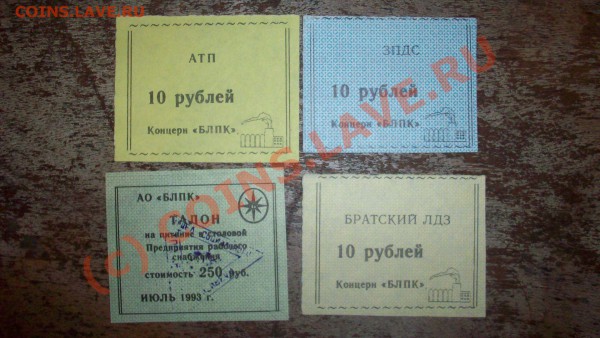 COINS.LAVE.RU
АТП
10 рублей
Концерн «БЛПК»
ЗПДС
10 рублей
Концерн «БЛПК»
АО «БЛПК»
ТАЛОН
на питание в столовой
Предприятия рабочего
снабжения
стоимость 250 руб.
ИЮЛЬ 1993 г.
БРАТСКИЙ ЛДЗ
10 рублей
Концерн «БЛПК»
(c) COINS.LAVE.RU